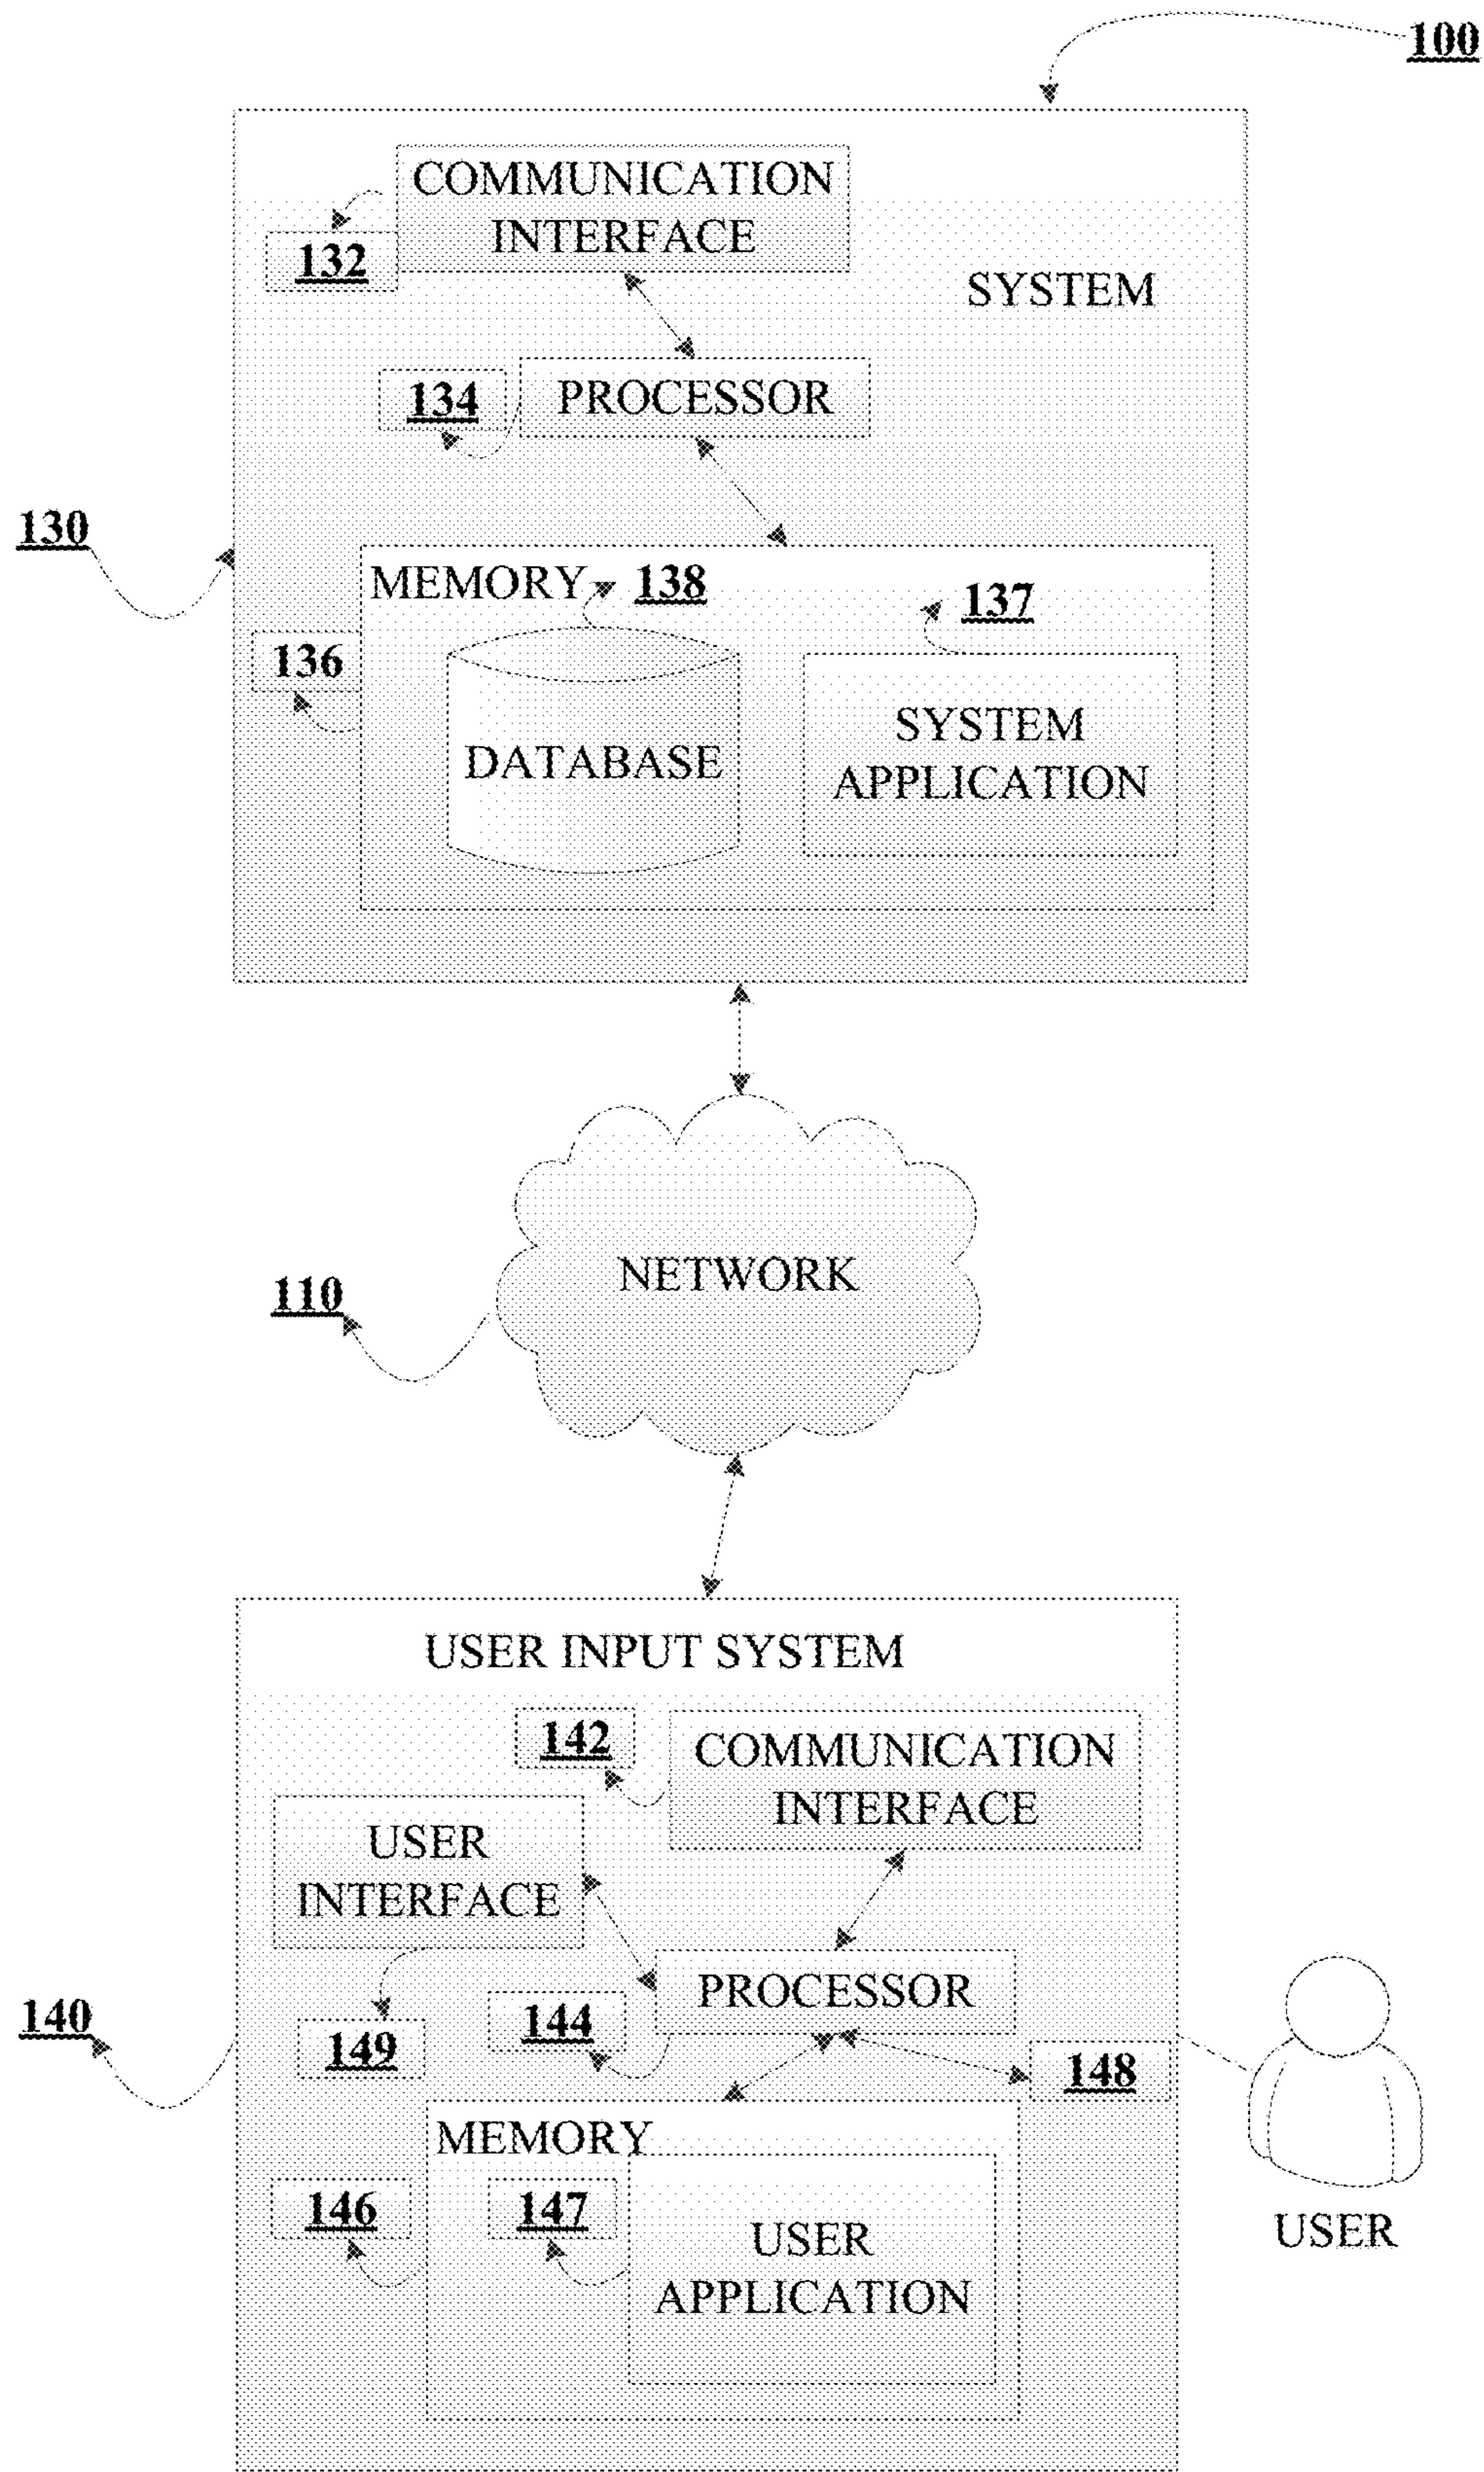 100
COMMUNICATION
INTERFACE
132
SYSTEM
134
PROCESSOR
130
MEMORY
138
137
136
DATABASE
SYSTEM
APPLICATION
NETWORK
110
USER INPUT SYSTEM
142
COMMUNICATION
INTERFACE
USER
INTERFACE
PROCESSOR
140
149
144
148
MEMORY
146
147
USER
APPLICATION
USER